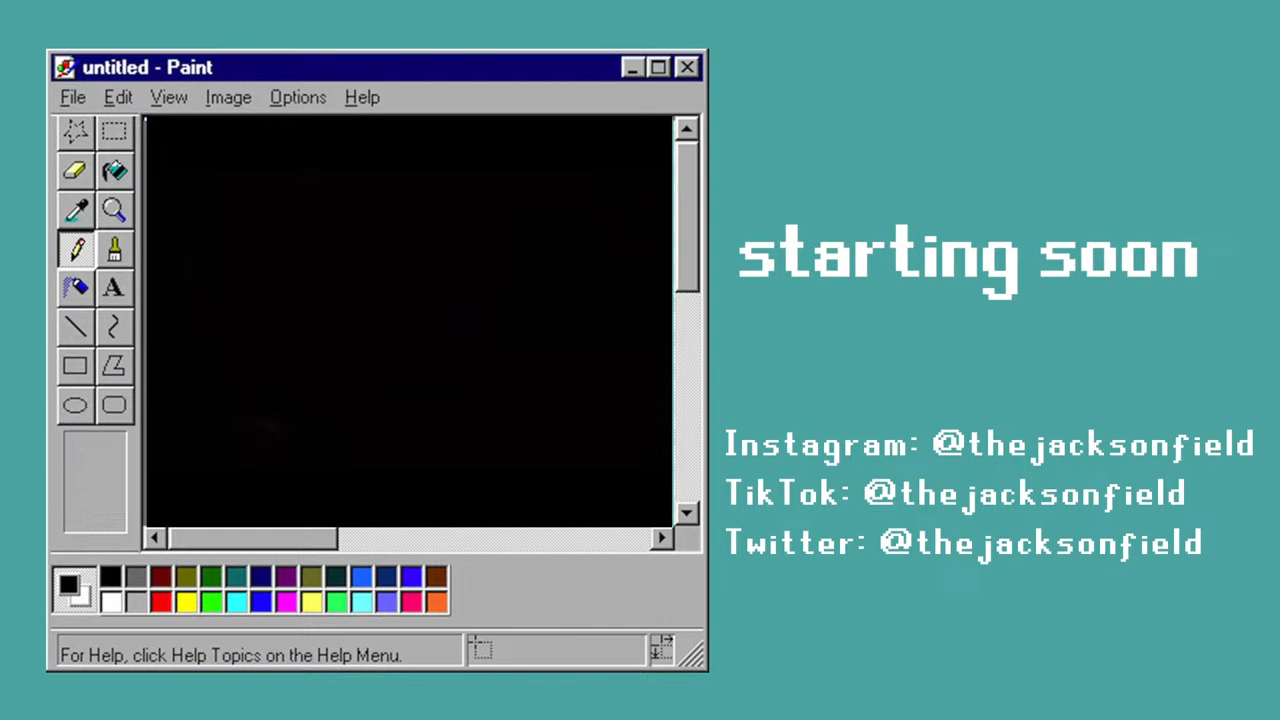 untitled - Paint
File Edit View Image Options Help
A
starting soon
Instagram: @thejacksonfield
TikTok: @thejacksonfield
Twitter: @thejacksonfield
For Help, click Help Topics on the Help Menu.